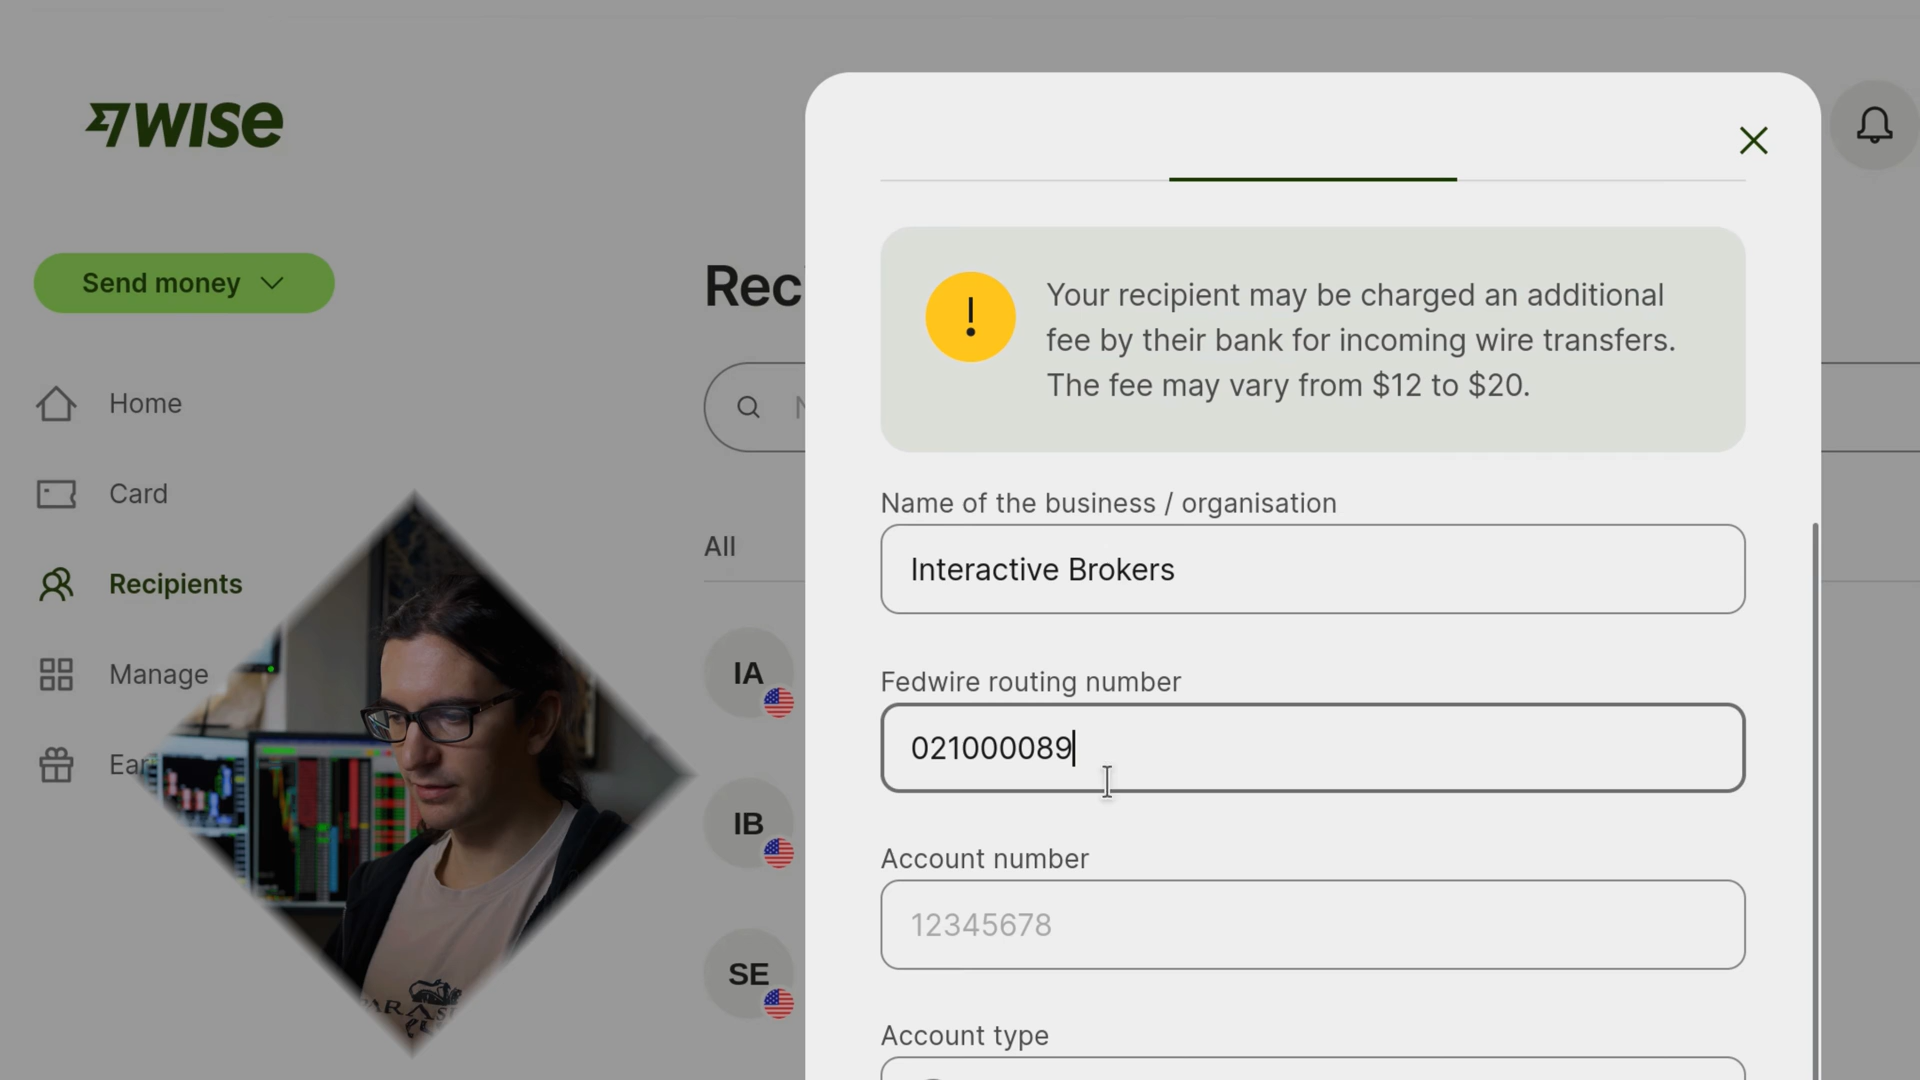 WISE
Send money
Home
Card
Recipients
Manage
Ear
Rec
All
IA
IB
SE
Your recipient may be charged an additional
fee by their bank for incoming wire transfers.
The fee may vary from $12 to $20.
Name of the business / organisation
Interactive Brokers
Fedwire routing number
021000089
Account number
12345678
Account type